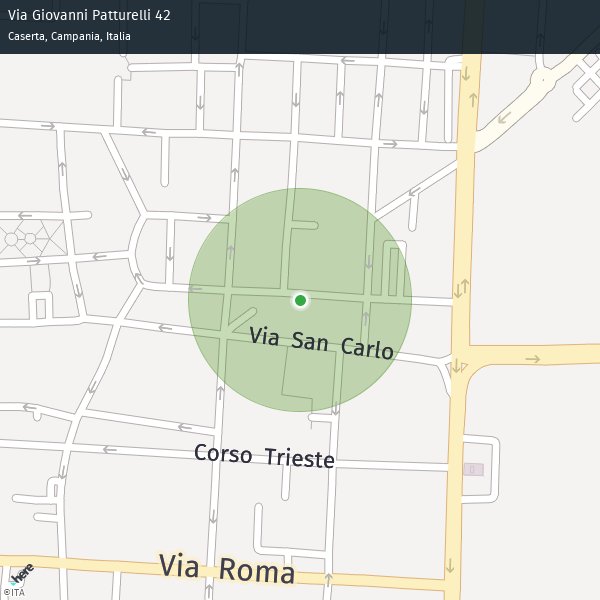 Via Giovanni Patturelli 42
Caserta, Campania, Italia
Via San Carlo
Corso Trieste
Via Roma
here
©ITA